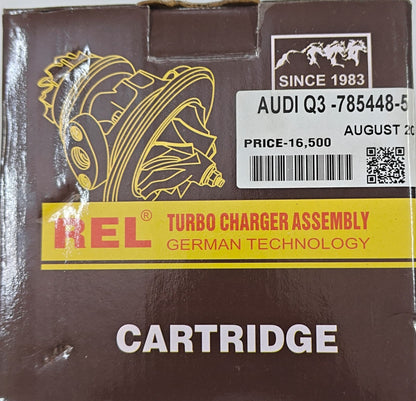 SINCE 1983
AUDI Q3 -785448-5
AUGUST 20
PRICE-16,500
REL® TURBO CHARGER ASSEMBLY
GERMAN TECHNOLOGY
CARTRIDGE